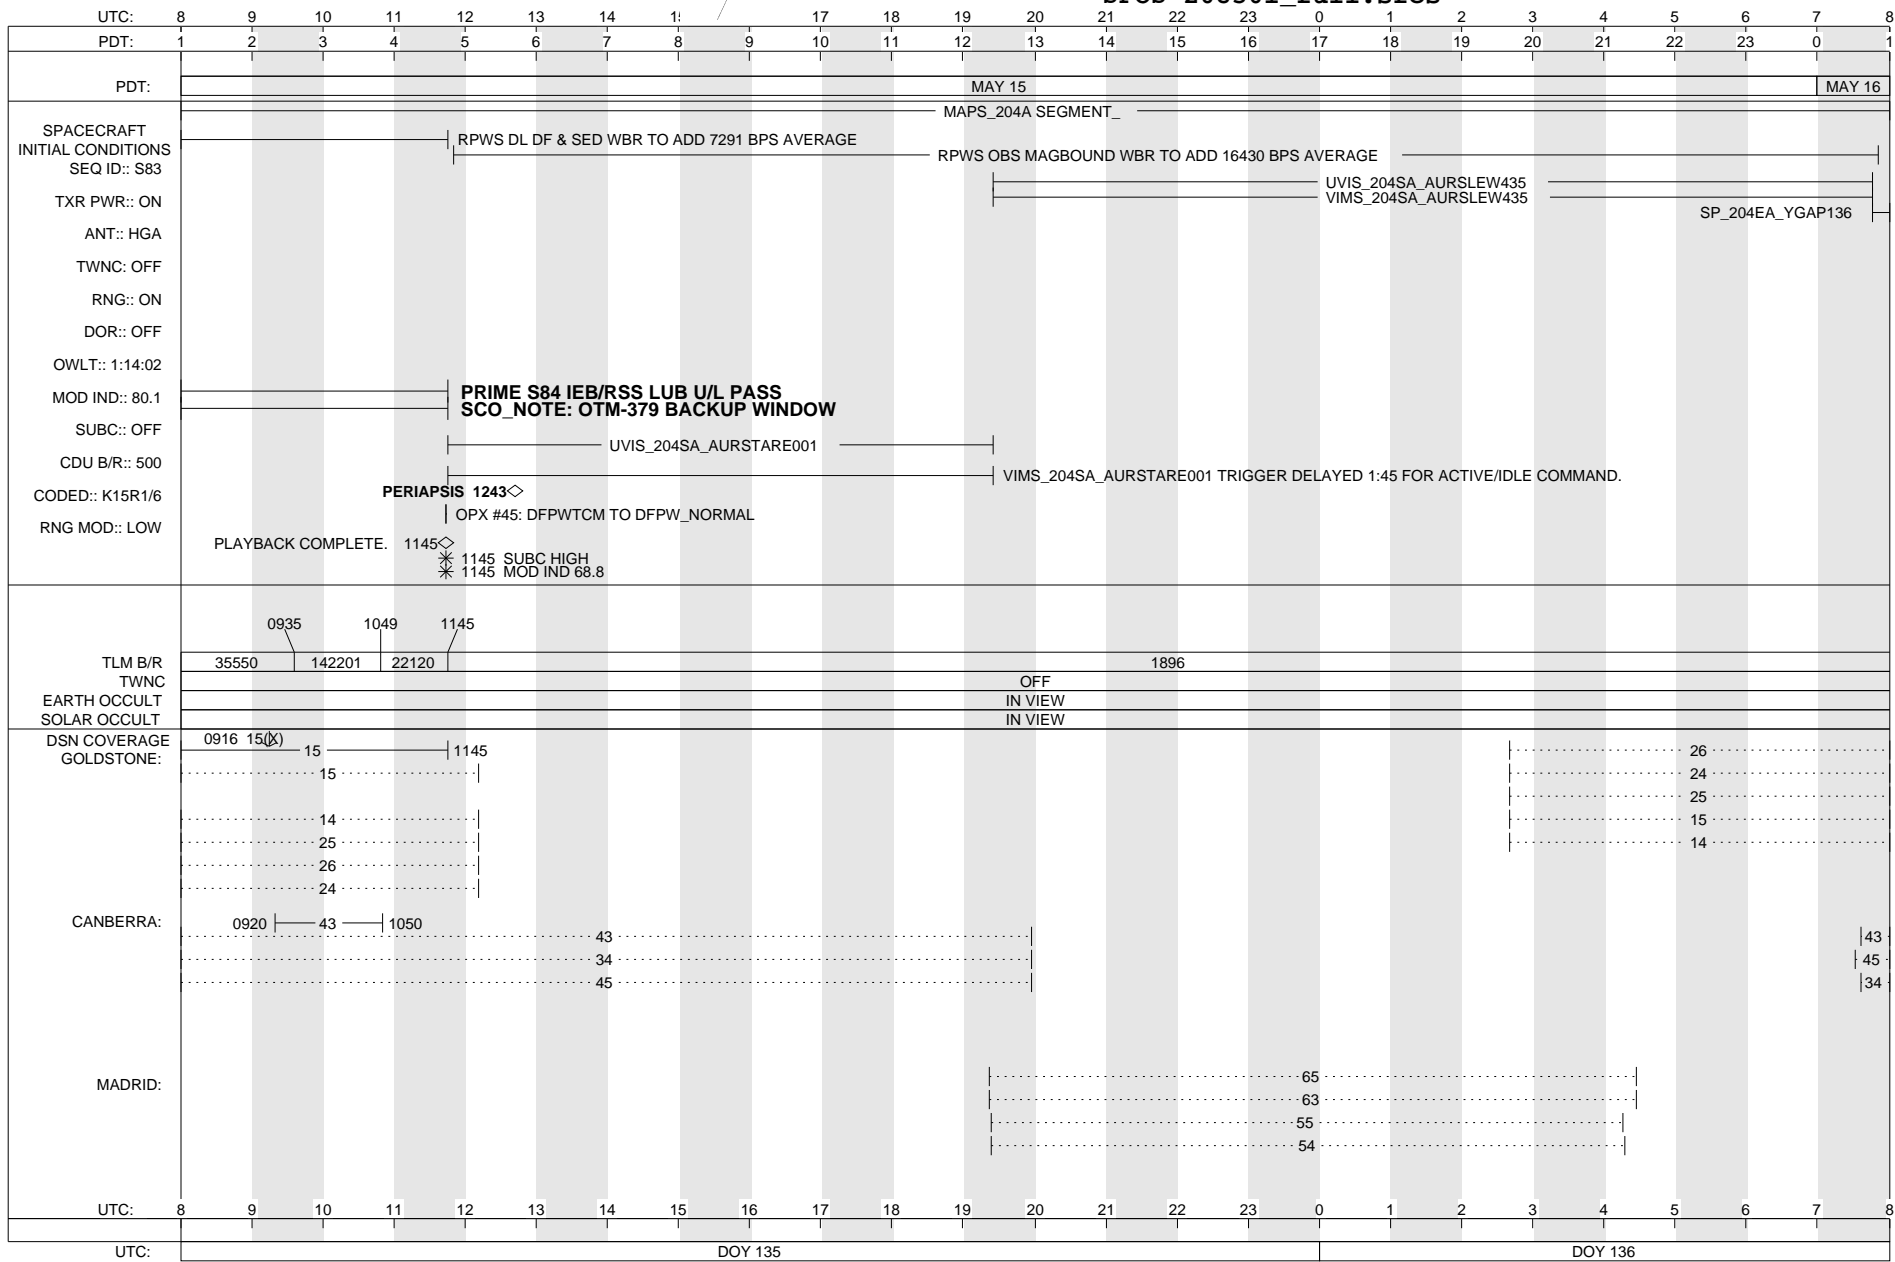 UTC: 8 9 10 11 12 13 14 17 18 19 20 21 22 23 0 1 2 3 4 5 6 7 8
PDT: 1 2 3 4 5 6 7 8 9 10 11 12 13 14 15 16 17 18 19 20 21 22 23 0 1
PDT: MAY 15 MAY 16
MAPS_204A SEGMENT_
SPACECRAFT
INITIAL CONDITIONS
RPWS DL DF & SED WBR TO ADD 7291 BPS AVERAGE
RPWS OBS MAGBOUND WBR TO ADD 16430 BPS AVERAGE
SEQ ID:: S83
UVIS_204SA_AURSLEW435
VIMS_204SA_AURSLEW435
TXR PWR:: ON
SP_204EA_YGAP136
ANT:: HGA
TWNC: OFF
RNG:: ON
DOR:: OFF
OWLT:: 1:14:02
MOD IND:: 80.1
PRIME S84 IEB/RSS LUB U/L PASS
SCO_NOTE: OTM-379 BACKUP WINDOW
SUBC:: OFF
UVIS_204SA_AURSTARE001
CDU B/R:: 500
VIMS_204SA_AURSTARE001 TRIGGER DELAYED 1:45 FOR ACTIVE/IDLE COMMAND.
CODED:: K15R1/6
PERIAPSIS 1243
OPX #45: DFPWTCM TO DFPW_NORMAL
RNG MOD:: LOW
PLAYBACK COMPLETE. 1145
1145 SUBC HIGH
1145 MOD IND 68.8
0935 1049 1145
TLM B/R 35550 142201 22120 1896
TWNC OFF
EARTH OCCULT IN VIEW
SOLAR OCCULT IN VIEW
DSN COVERAGE
0916 15(X)
GOLDSTONE: 15 1145 26
15 24
25
14 15
25 14
26
24
CANBERRA: 0920 43 1050
43 43
34 45
45 34
MADRID: 65
63
55
54
UTC: 8 9 10 11 12 13 14 15 16 17 18 19 20 21 22 23 0 1 2 3 4 5 6 7 8
UTC: DOY 135 DOY 136